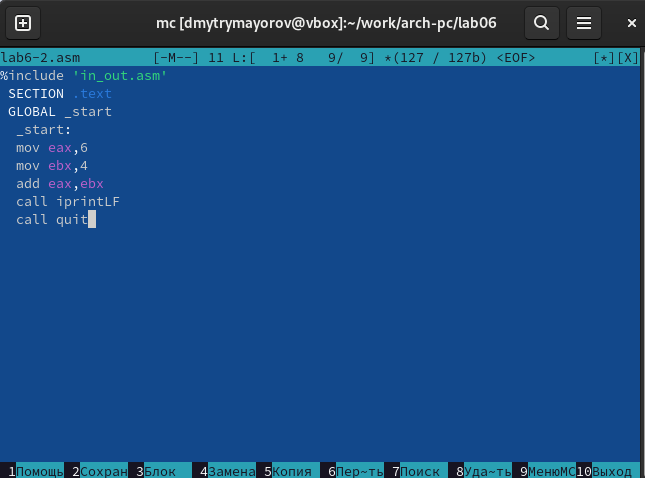 mc [dmytrymayorov@vbox]:~/work/arch-pc/lab06
lab6-2.asm [-M--] 11 L:[ 1+ 8 9/ 9] *(127 / 127b) <EOF> [*][X]
%include 'in_out.asm'
SECTION .text
GLOBAL _start
_start:
mov eax,6
mov ebx,4
add eax,ebx
call iprintLF
call quit
1Помощь 2Сохран 3Блок 4Замена 5Копия 6Пер~ть 7Поиск 8Уда~ть 9МенюMC 10Выход